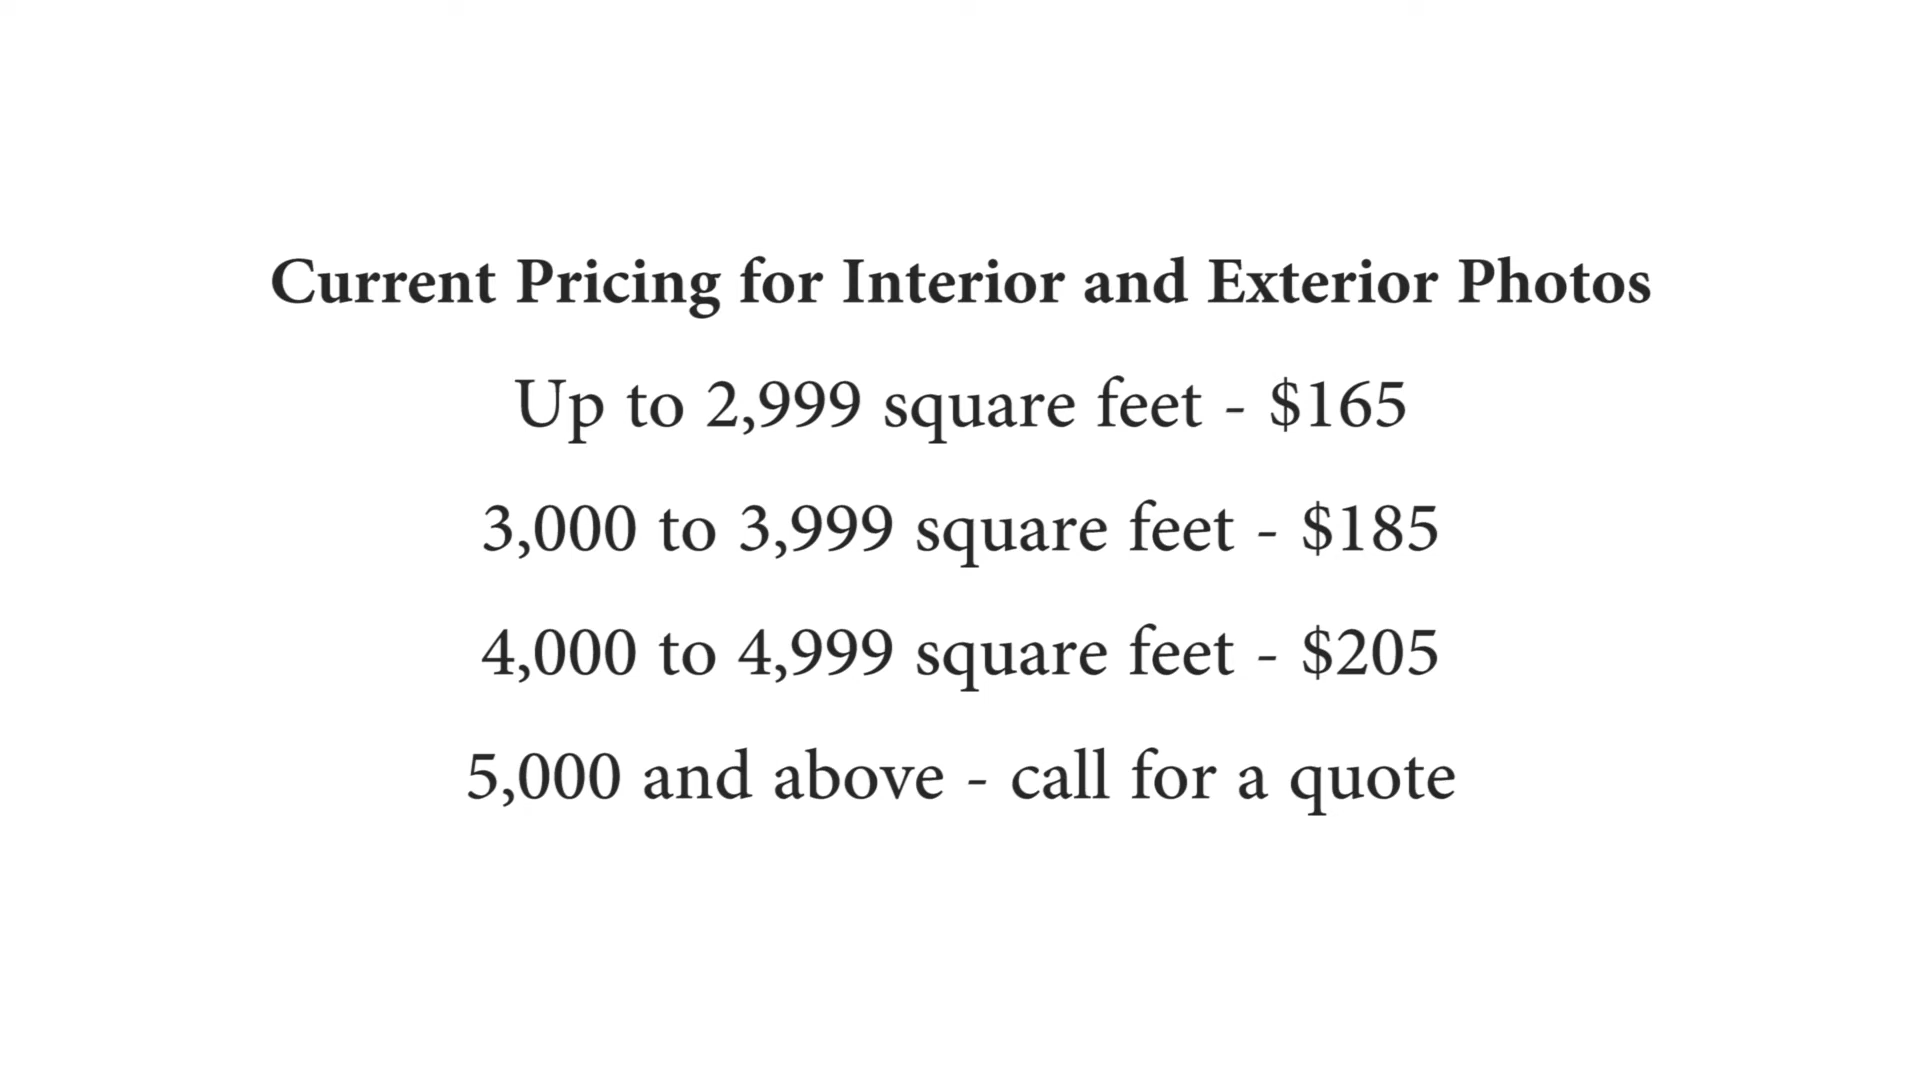 Current Pricing for Interior and Exterior Photos
Up to 2,999 square feet - $165
3,000 to 3,999 square feet - $185
4,000 to 4,999 square feet - $205
5,000 and above - call for a quote